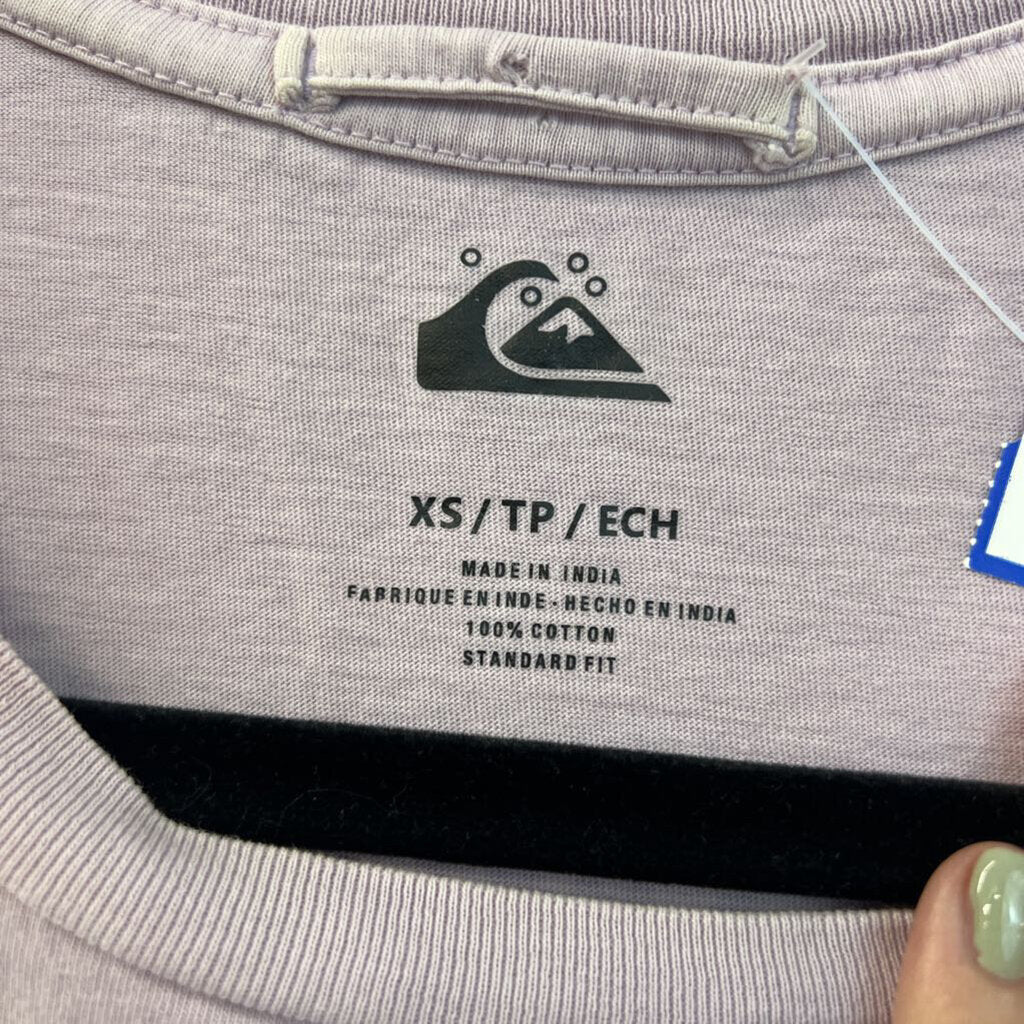 XS / TP / ECH
MADE IN INDIA
FABRIQUE EN INDE - HECHO EN INDIA
100% COTTON
STANDARD FIT